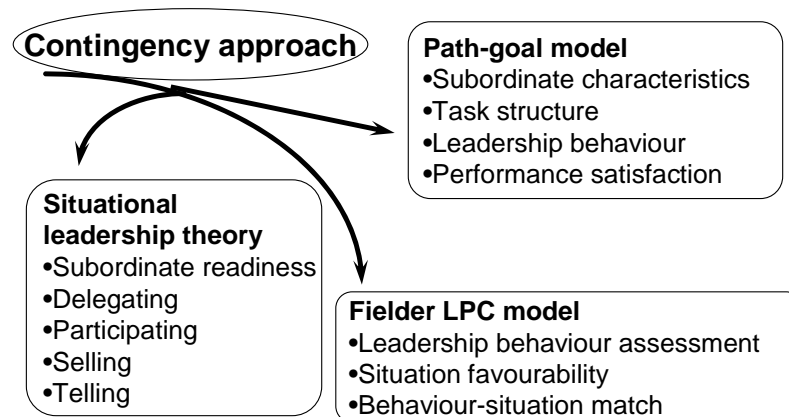 Contingency approach
Path-goal model
•Subordinate characteristics
•Task structure
•Leadership behaviour
•Performance satisfaction
Situational
leadership theory
•Subordinate readiness
•Delegating
•Participating
•Selling
•Telling
Fielder LPC model
•Leadership behaviour assessment
•Situation favourability
•Behaviour-situation match